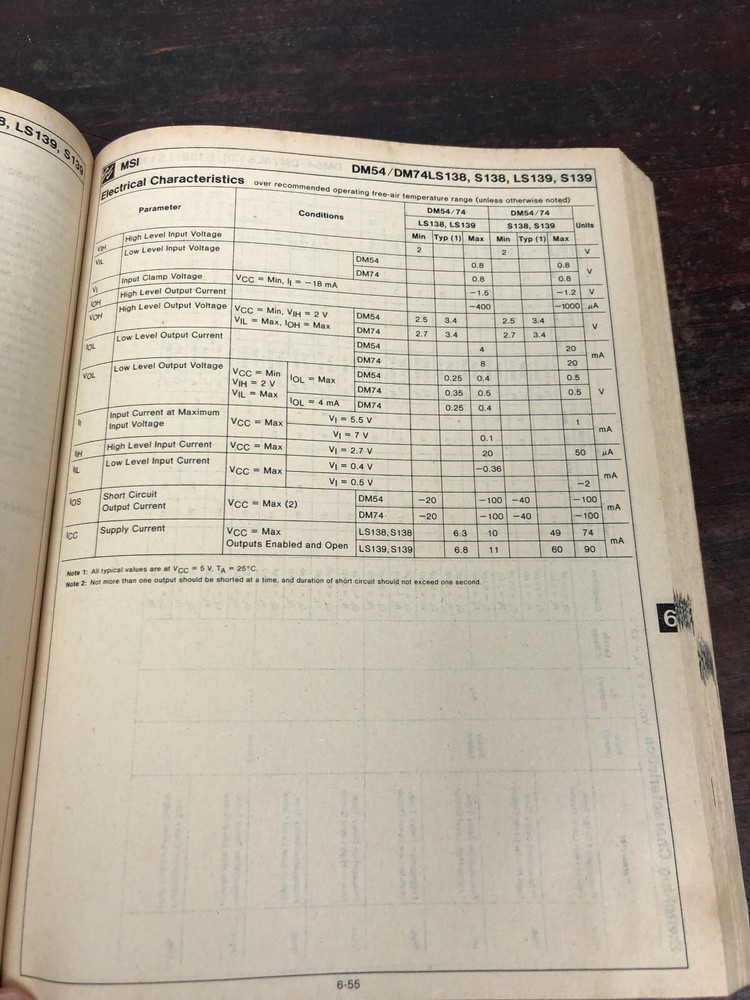 8, LS139, S139
MSI
DM54/DM74LS138, S138, LS139, S139
Electrical Characteristics over recommended operating free-air temperature range (unless otherwise noted)
Parameter Conditions DM54/74 DM54/74 Units
LS138, LS139 S138, S139
Min Typ (1) Max Min Typ (1) Max
VIH High Level Input Voltage 2 2 V
VIL Low Level Input Voltage DM54 0.8 0.8 V
DM74 0.8 0.8
VI Input Clamp Voltage VCC = Min, II = −18 mA −1.5 −1.2 V
IOH High Level Output Current −400 −1000 µA
VOH High Level Output Voltage VCC = Min, VIH = 2 V DM54 2.5 3.4 2.5 3.4 V
VIL = Max, IOH = Max DM74 2.7 3.4 2.7 3.4
IOL Low Level Output Current DM54 4 20 mA
DM74 8 20
VOL Low Level Output Voltage VCC = Min IOL = Max DM54 0.25 0.4 0.5 V
VIH = 2 V DM74 0.35 0.5 0.5
VIL = Max IOL = 4 mA DM74 0.25 0.4
II Input Current at Maximum VCC = Max VI = 5.5 V 1 mA
Input Voltage VI = 7 V 0.1
IIH High Level Input Current VCC = Max VI = 2.7 V 20 50 µA
IIL Low Level Input Current VCC = Max VI = 0.4 V −0.36 mA
VI = 0.5 V −2
IOS Short Circuit VCC = Max (2) DM54 −20 −100 −40 −100 mA
Output Current DM74 −20 −100 −40 −100
ICC Supply Current VCC = Max LS138, S138 6.3 10 49 74 mA
Outputs Enabled and Open LS139, S139 6.8 11 60 90
Note 1: All typical values are at VCC = 5 V, TA = 25°C.
Note 2: Not more than one output should be shorted at a time, and duration of short circuit should not exceed one second.
6
6-55